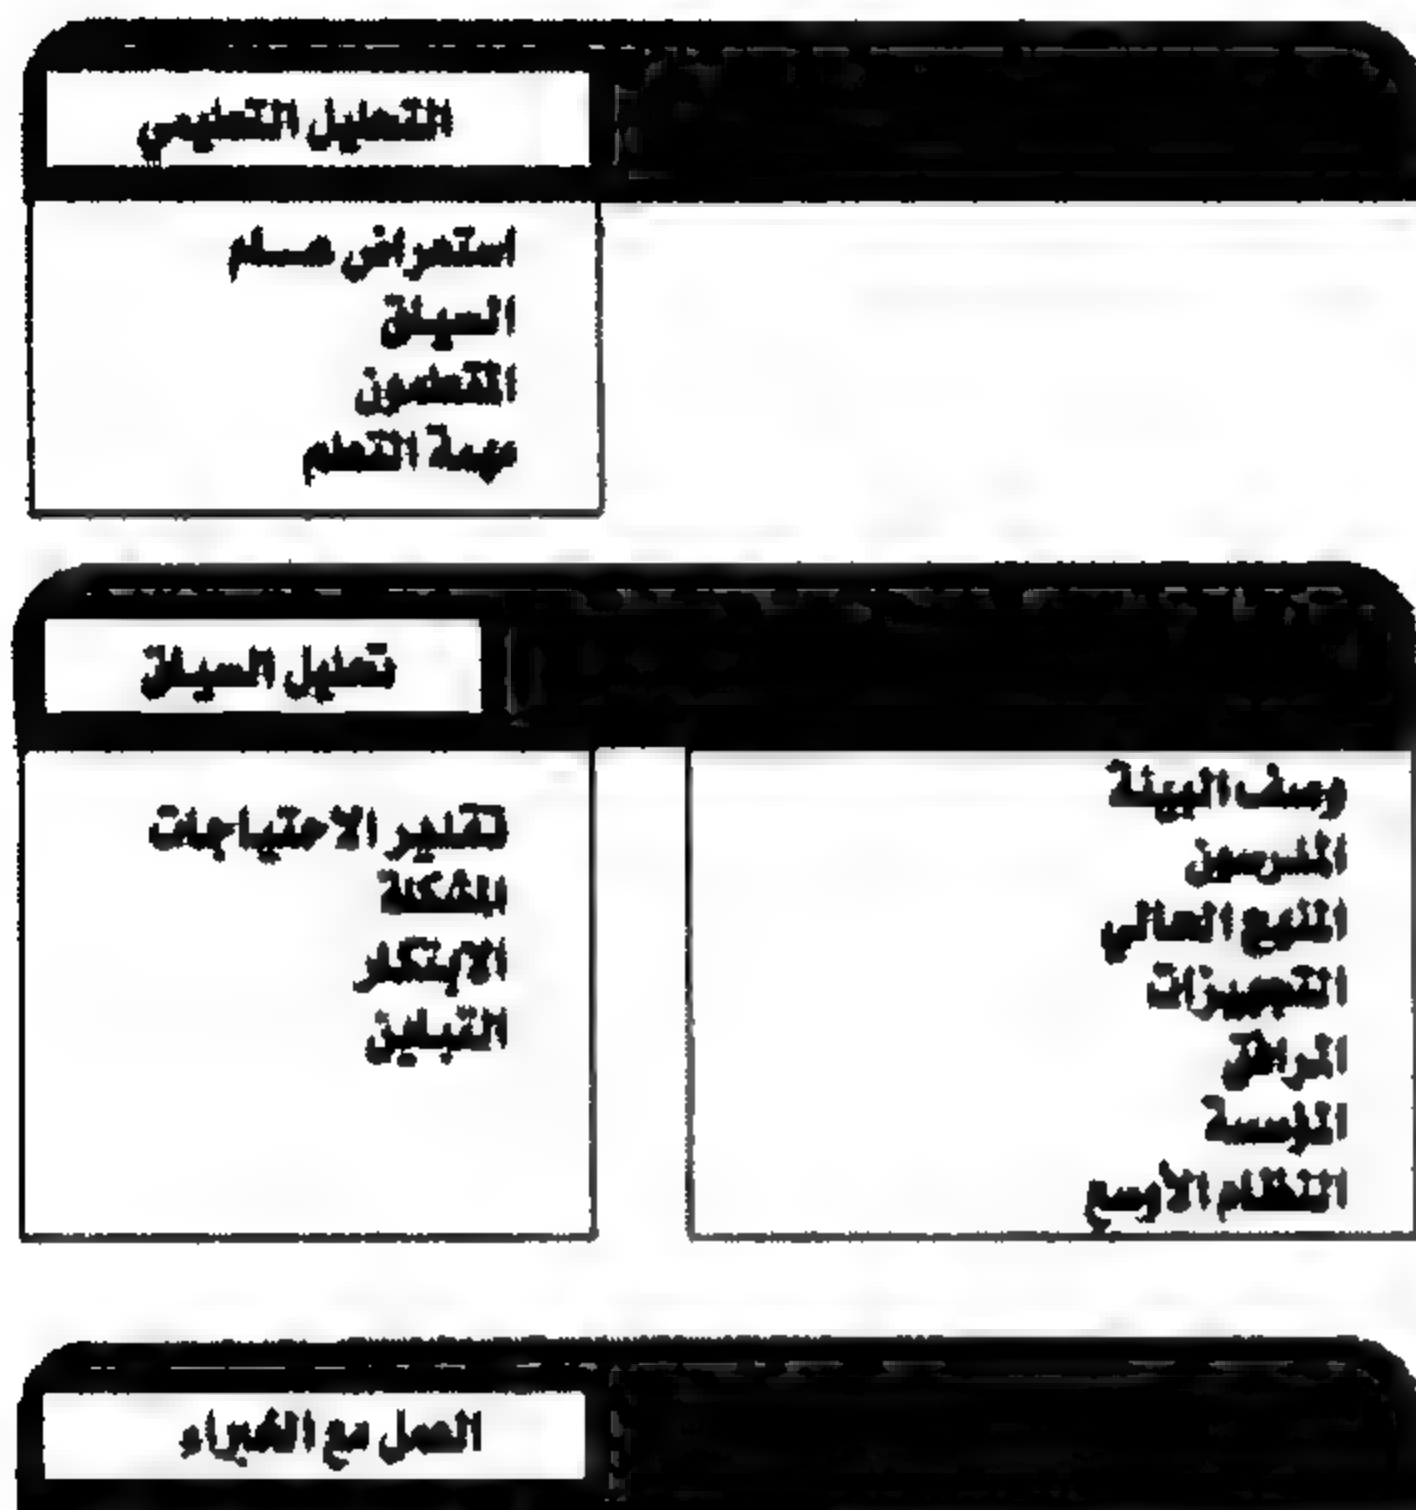 التحليل التعليمي
استعراض عــام
السياق
المتعلمون
مهمة التعلم
تحليل السياق
وصف البيئة
المدرسون
المنهج الحالي
التجهيزات
المرافق
المؤسسة
النظام الأوسع
تقدير الاحتياجات
المشكلة
الابتكار
التباين
العمل مع الخبراء